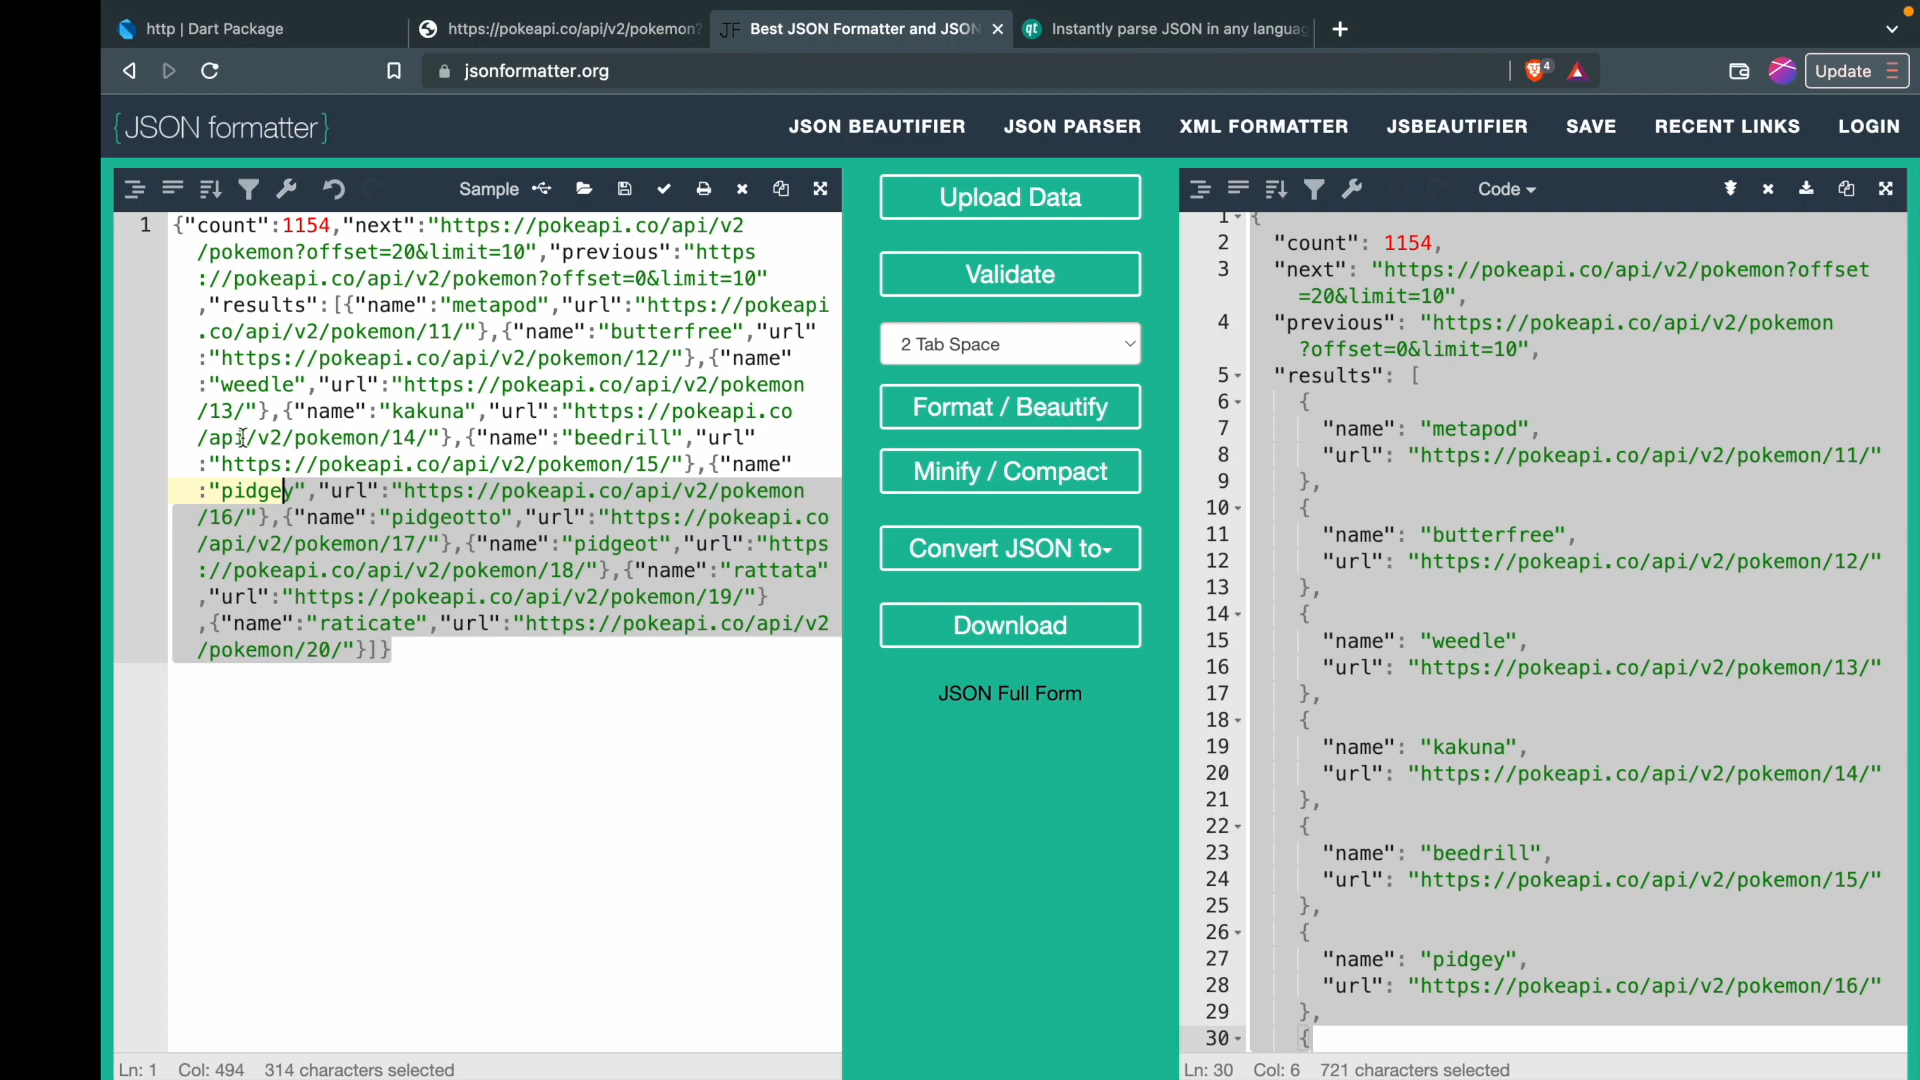 http | Dart Package
https://pokeapi.co/api/v2/pokemon?
JF Best JSON Formatter and JSON
qt Instantly parse JSON in any languag
jsonformatter.org
4
Update
{JSON formatter}
JSON BEAUTIFIER JSON PARSER XML FORMATTER JSBEAUTIFIER SAVE RECENT LINKS LOGIN
Sample
1 {"count":1154,"next":"https://pokeapi.co/api/v2
/pokemon?offset=20&limit=10","previous":"https
://pokeapi.co/api/v2/pokemon?offset=0&limit=10"
,"results":[{"name":"metapod","url":"https://pokeapi
.co/api/v2/pokemon/11/"},{"name":"butterfree","url"
:"https://pokeapi.co/api/v2/pokemon/12/"},{"name"
:"weedle","url":"https://pokeapi.co/api/v2/pokemon
/13/"},{"name":"kakuna","url":"https://pokeapi.co
/api/v2/pokemon/14/"},{"name":"beedrill","url"
:"https://pokeapi.co/api/v2/pokemon/15/"},{"name"
:"pidgey","url":"https://pokeapi.co/api/v2/pokemon
/16/"},{"name":"pidgeotto","url":"https://pokeapi.co
/api/v2/pokemon/17/"},{"name":"pidgeot","url":"https
://pokeapi.co/api/v2/pokemon/18/"},{"name":"rattata"
,"url":"https://pokeapi.co/api/v2/pokemon/19/"}
,{"name":"raticate","url":"https://pokeapi.co/api/v2
/pokemon/20/"}]}
Ln: 1 Col: 494 314 characters selected
Upload Data
Validate
2 Tab Space
Format / Beautify
Minify / Compact
Convert JSON to
Download
JSON Full Form
Code
1 {
2 "count": 1154,
3 "next": "https://pokeapi.co/api/v2/pokemon?offset
=20&limit=10",
4 "previous": "https://pokeapi.co/api/v2/pokemon
?offset=0&limit=10",
5 "results": [
6 {
7 "name": "metapod",
8 "url": "https://pokeapi.co/api/v2/pokemon/11/"
9 },
10 {
11 "name": "butterfree",
12 "url": "https://pokeapi.co/api/v2/pokemon/12/"
13 },
14 {
15 "name": "weedle",
16 "url": "https://pokeapi.co/api/v2/pokemon/13/"
17 },
18 {
19 "name": "kakuna",
20 "url": "https://pokeapi.co/api/v2/pokemon/14/"
21 },
22 {
23 "name": "beedrill",
24 "url": "https://pokeapi.co/api/v2/pokemon/15/"
25 },
26 {
27 "name": "pidgey",
28 "url": "https://pokeapi.co/api/v2/pokemon/16/"
29 },
30 {
Ln: 30 Col: 6 721 characters selected